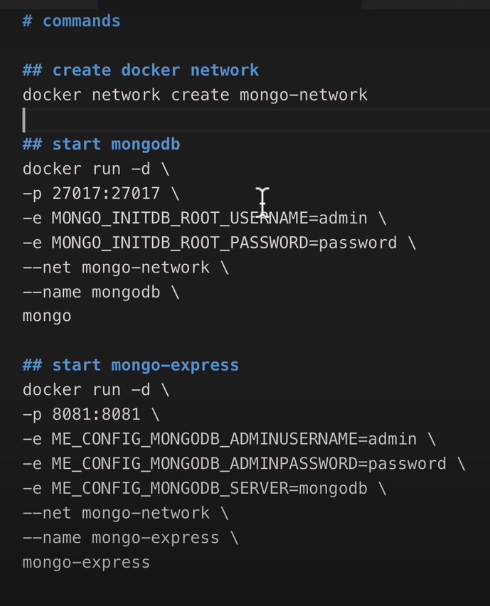 # commands
## create docker network
docker network create mongo-network
## start mongodb
docker run -d \
-p 27017:27017 \
-e MONGO_INITDB_ROOT_USERNAME=admin \
-e MONGO_INITDB_ROOT_PASSWORD=password \
--net mongo-network \
--name mongodb \
mongo
## start mongo-express
docker run -d \
-p 8081:8081 \
-e ME_CONFIG_MONGODB_ADMINUSERNAME=admin \
-e ME_CONFIG_MONGODB_ADMINPASSWORD=password \
-e ME_CONFIG_MONGODB_SERVER=mongodb \
--net mongo-network \
--name mongo-express \
mongo-express